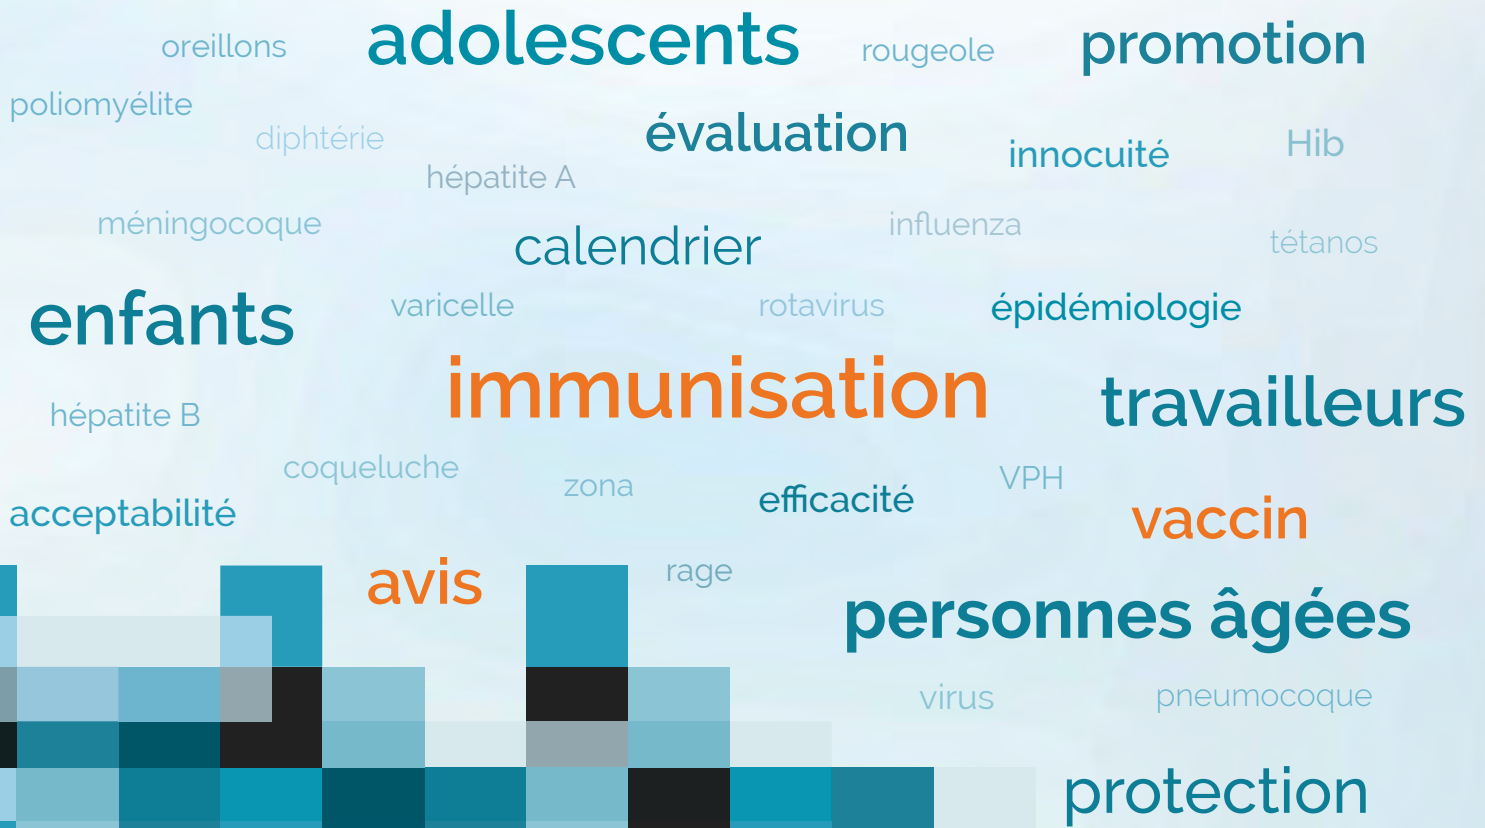 oreillons
adolescents
rougeole
promotion
poliomyélite
diphtérie
évaluation
innocuité
Hib
hépatite A
méningocoque
calendrier
influenza
tétanos
enfants
varicelle
rotavirus
épidémiologie
immunisation
hépatite B
travailleurs
coqueluche
zona
efficacité
VPH
acceptabilité
vaccin
avis
rage
personnes âgées
virus
pneumocoque
protection